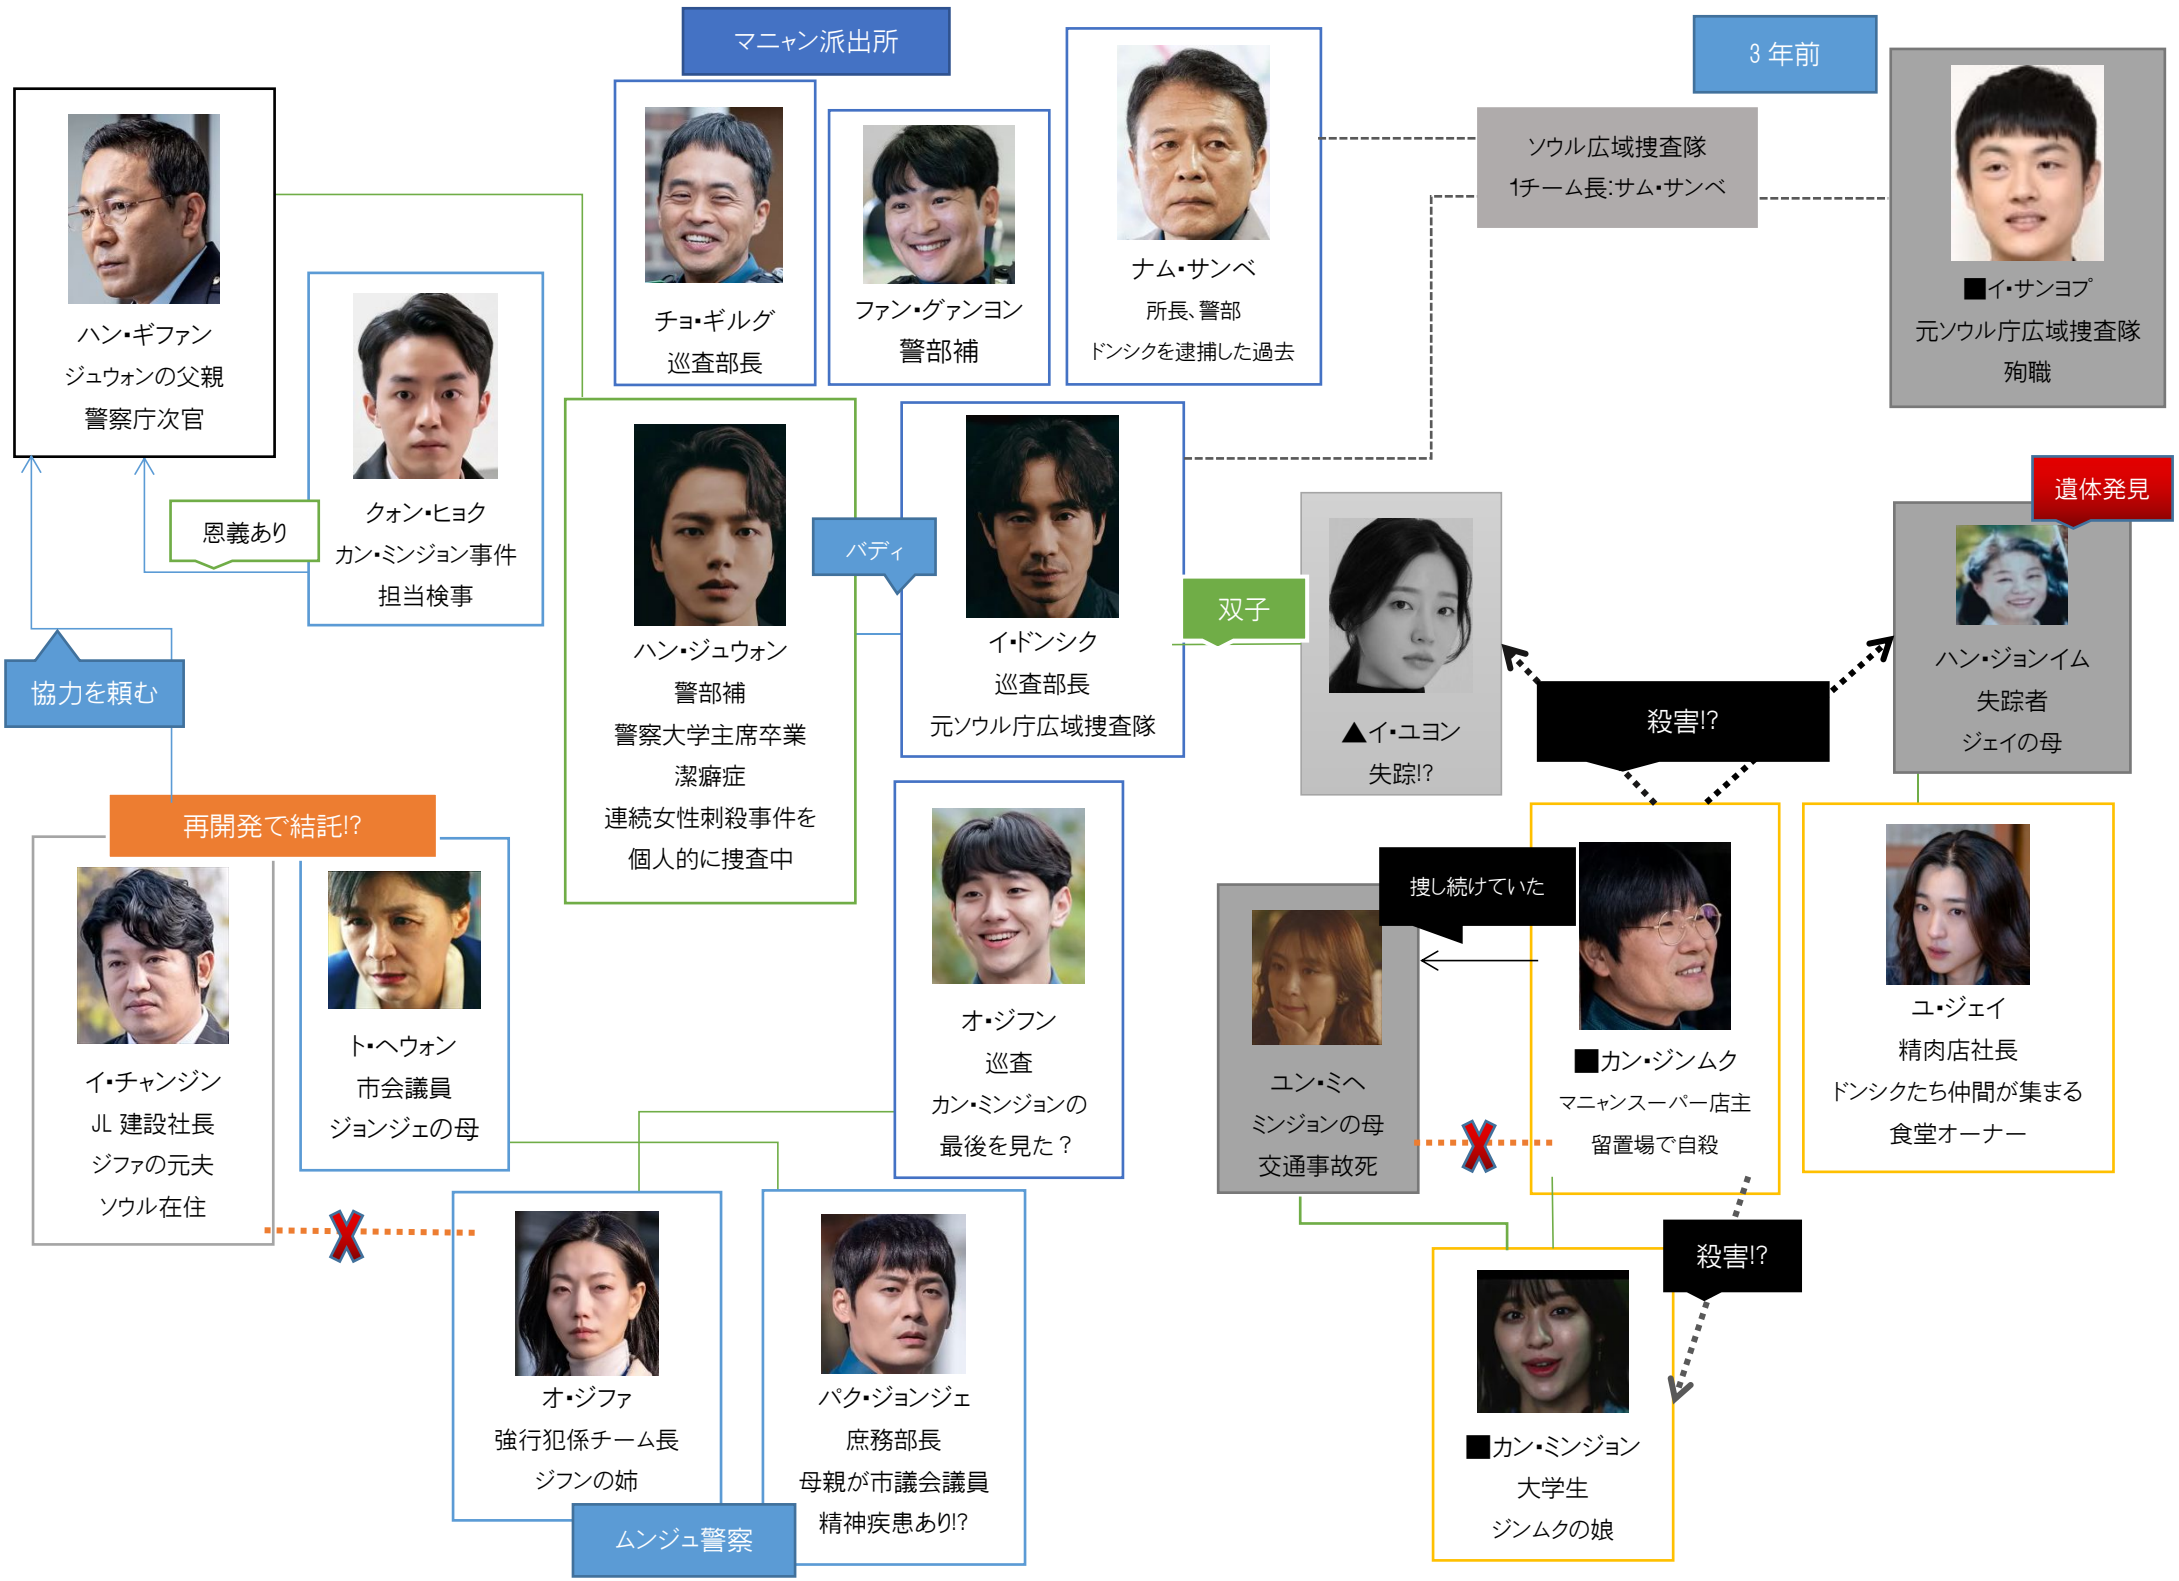 マニャン派出所
3 年前
ハン・ギファン
ジュウォンの父親
警察庁次官
チョ・ギルグ
巡査部長
ファン・グァンヨン
警部補
ナム・サンベ
所長、警部
ドンシクを逮捕した過去
ソウル広域捜査隊
1チーム長:サム・サンベ
■イ・サンヨプ
元ソウル庁広域捜査隊
殉職
クォン・ヒョク
カン・ミンジョン事件
担当検事
恩義あり
協力を頼む
ハン・ジュウォン
警部補
警察大学主席卒業
潔癖症
連続女性刺殺事件を
個人的に捜査中
バディ
イ・ドンシク
巡査部長
元ソウル庁広域捜査隊
双子
▲イ・ユヨン
失踪!?
殺害!?
遺体発見
ハン・ジョンイム
失踪者
ジェイの母
再開発で結託!?
イ・チャンジン
JL 建設社長
ジファの元夫
ソウル在住
ト・ヘウォン
市会議員
ジョンジェの母
オ・ジフン
巡査
カン・ミンジョンの
最後を見た？
捜し続けていた
ユン・ミヘ
ミンジョンの母
交通事故死
■カン・ジンムク
マニャンスーパー店主
留置場で自殺
ユ・ジェイ
精肉店社長
ドンシクたち仲間が集まる
食堂オーナー
オ・ジファ
強行犯係チーム長
ジフンの姉
パク・ジョンジェ
庶務部長
母親が市議会議員
精神疾患あり!?
ムンジュ警察
殺害!?
■カン・ミンジョン
大学生
ジンムクの娘